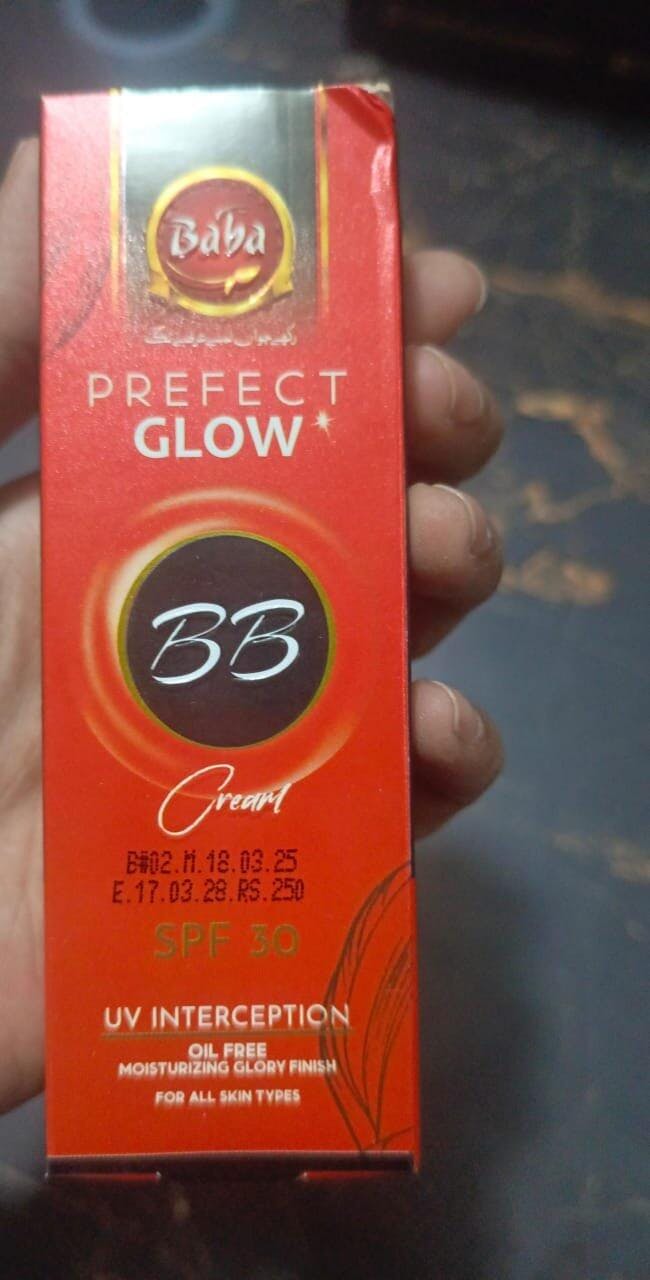 Baba
PREFECT
GLOW
BB
Cream
B#02.M.18.03.25
E.17.03.28.RS.250
SPF 30
UV INTERCEPTION
OIL FREE
MOISTURIZING GLORY FINISH
FOR ALL SKIN TYPES